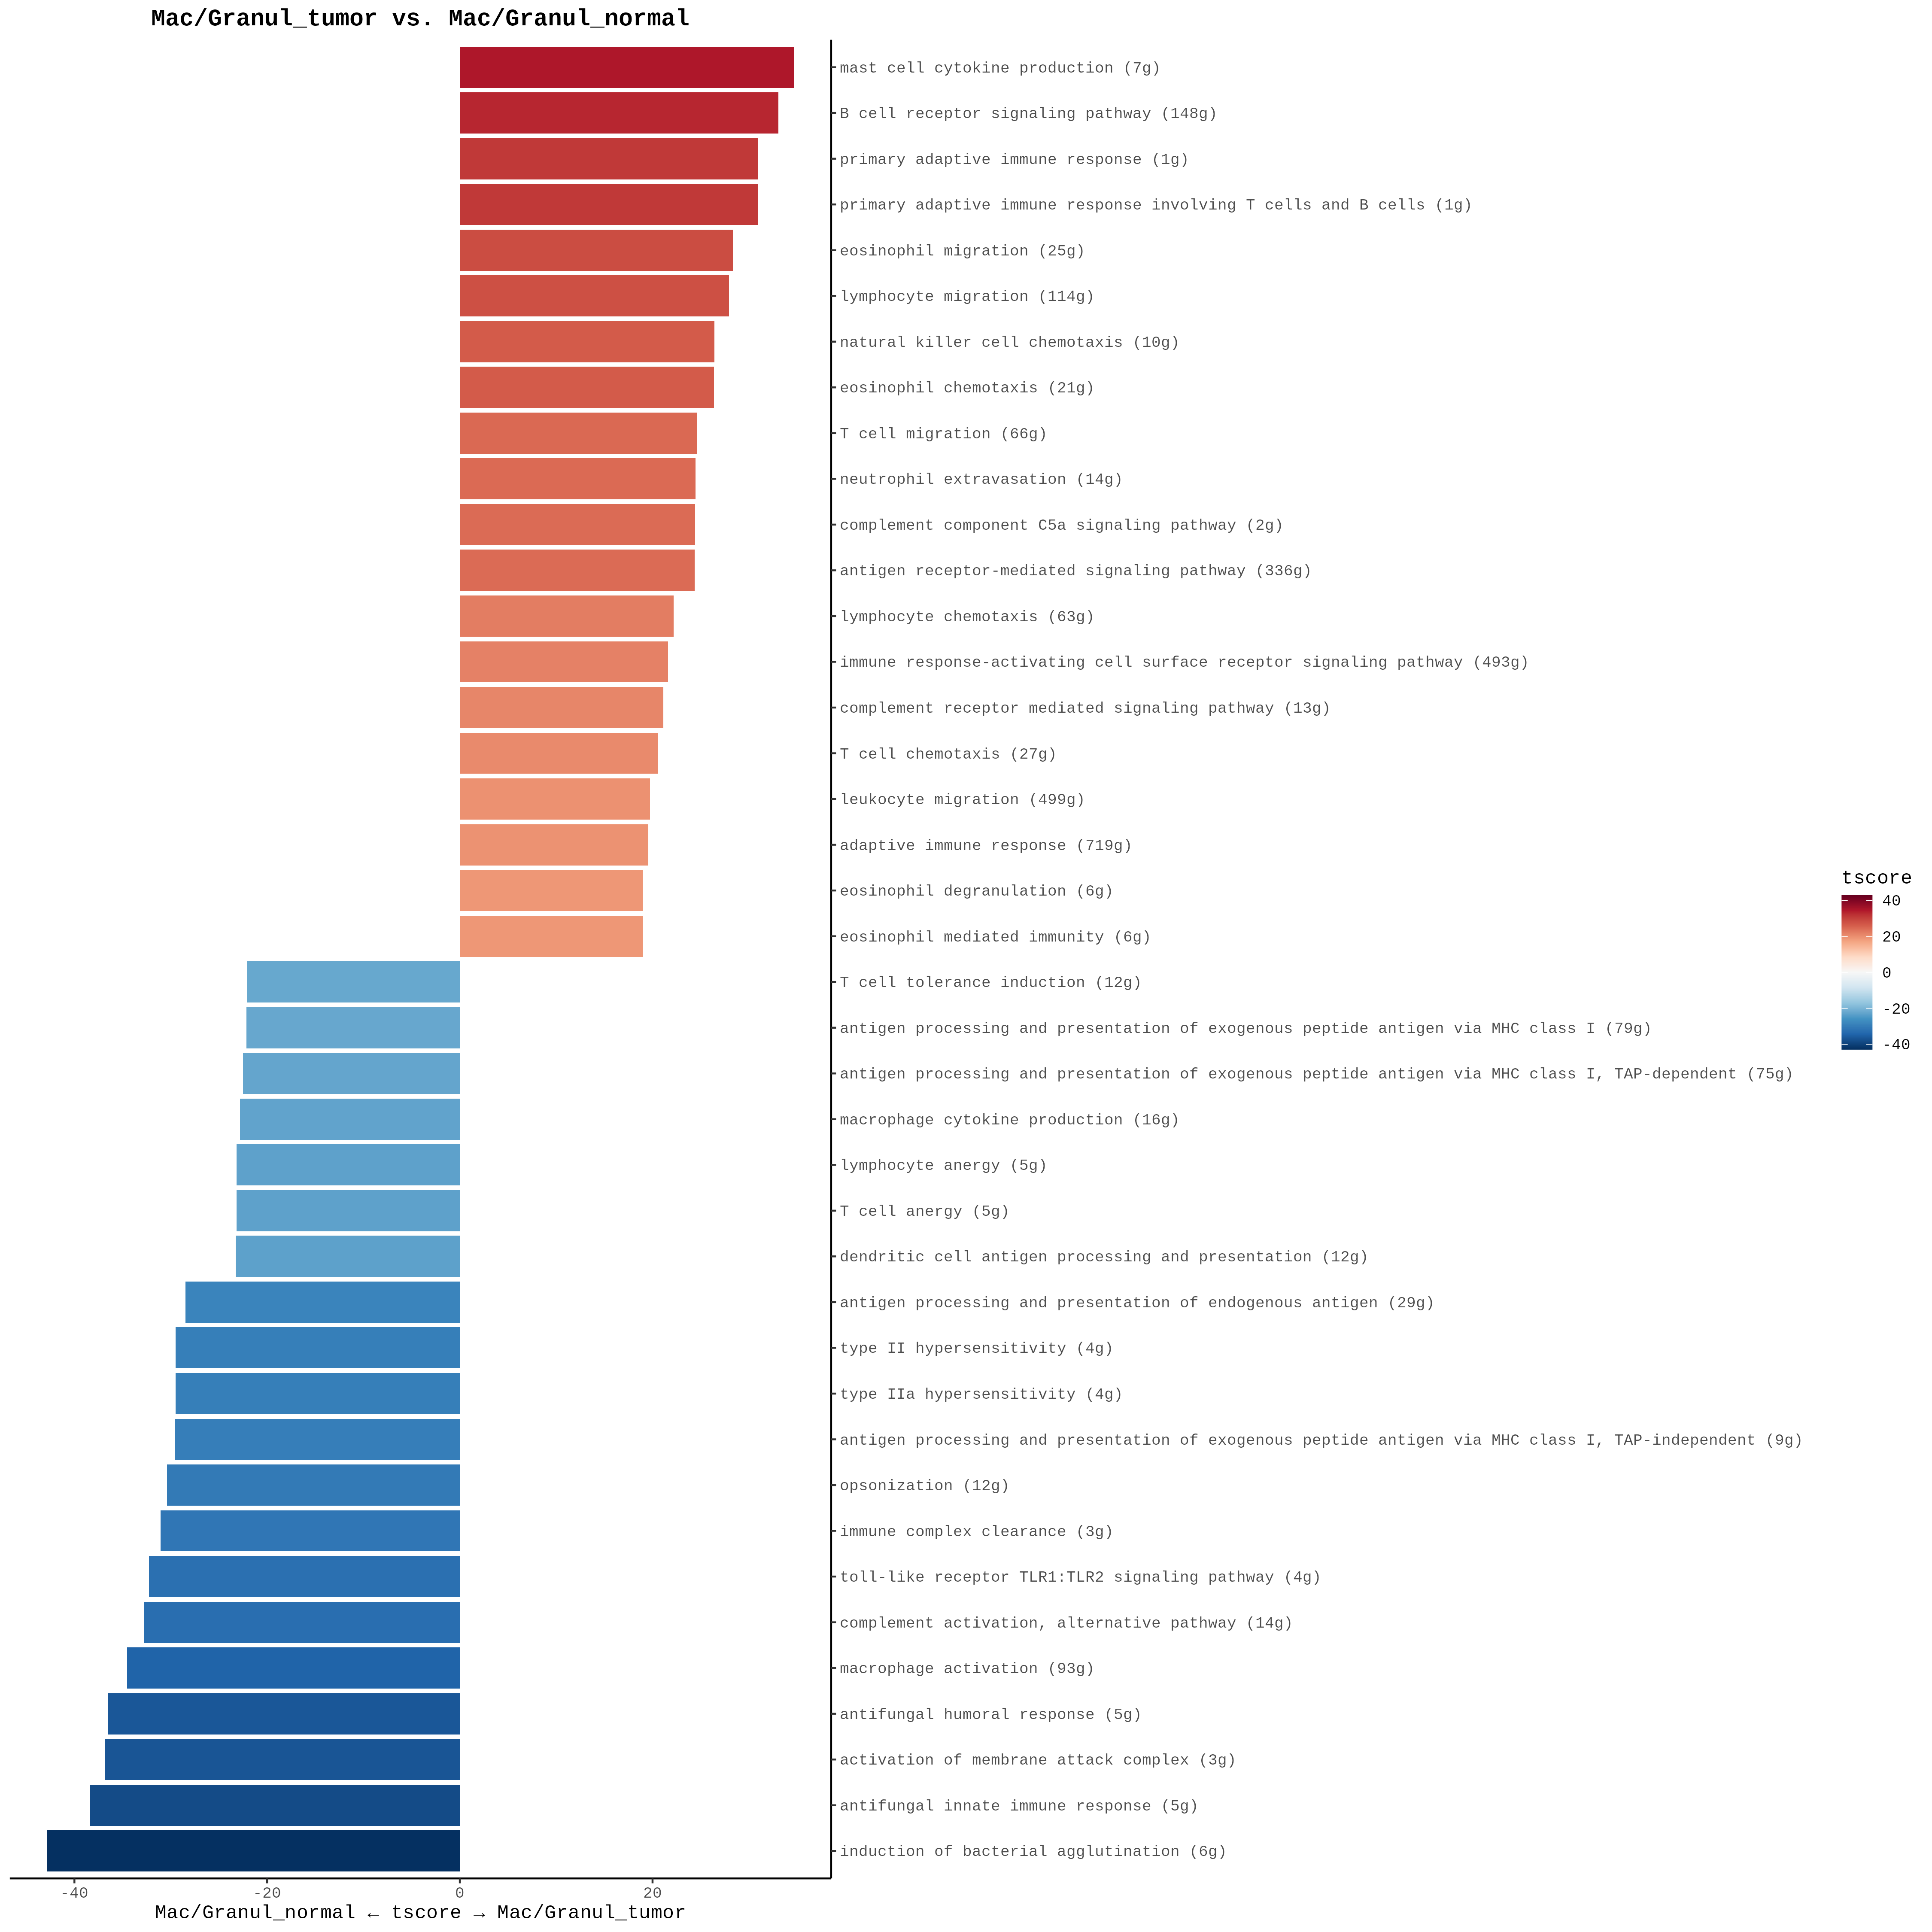 Mac/Granul_tumor vs. Mac/Granul_normal
mast cell cytokine production (7g)
B cell receptor signaling pathway (148g)
primary adaptive immune response (1g)
primary adaptive immune response involving T cells and B cells (1g)
eosinophil migration (25g)
lymphocyte migration (114g)
natural killer cell chemotaxis (10g)
eosinophil chemotaxis (21g)
T cell migration (66g)
neutrophil extravasation (14g)
complement component C5a signaling pathway (2g)
antigen receptor-mediated signaling pathway (336g)
lymphocyte chemotaxis (63g)
immune response-activating cell surface receptor signaling pathway (493g)
complement receptor mediated signaling pathway (13g)
T cell chemotaxis (27g)
leukocyte migration (499g)
adaptive immune response (719g)
eosinophil degranulation (6g)
eosinophil mediated immunity (6g)
T cell tolerance induction (12g)
antigen processing and presentation of exogenous peptide antigen via MHC class I (79g)
antigen processing and presentation of exogenous peptide antigen via MHC class I, TAP-dependent (75g)
macrophage cytokine production (16g)
lymphocyte anergy (5g)
T cell anergy (5g)
dendritic cell antigen processing and presentation (12g)
antigen processing and presentation of endogenous antigen (29g)
type II hypersensitivity (4g)
type IIa hypersensitivity (4g)
antigen processing and presentation of exogenous peptide antigen via MHC class I, TAP-independent (9g)
opsonization (12g)
immune complex clearance (3g)
toll-like receptor TLR1:TLR2 signaling pathway (4g)
complement activation, alternative pathway (14g)
macrophage activation (93g)
antifungal humoral response (5g)
activation of membrane attack complex (3g)
antifungal innate immune response (5g)
induction of bacterial agglutination (6g)
-40 -20 0 20
Mac/Granul_normal ← tscore → Mac/Granul_tumor
tscore
40
20
0
-20
-40